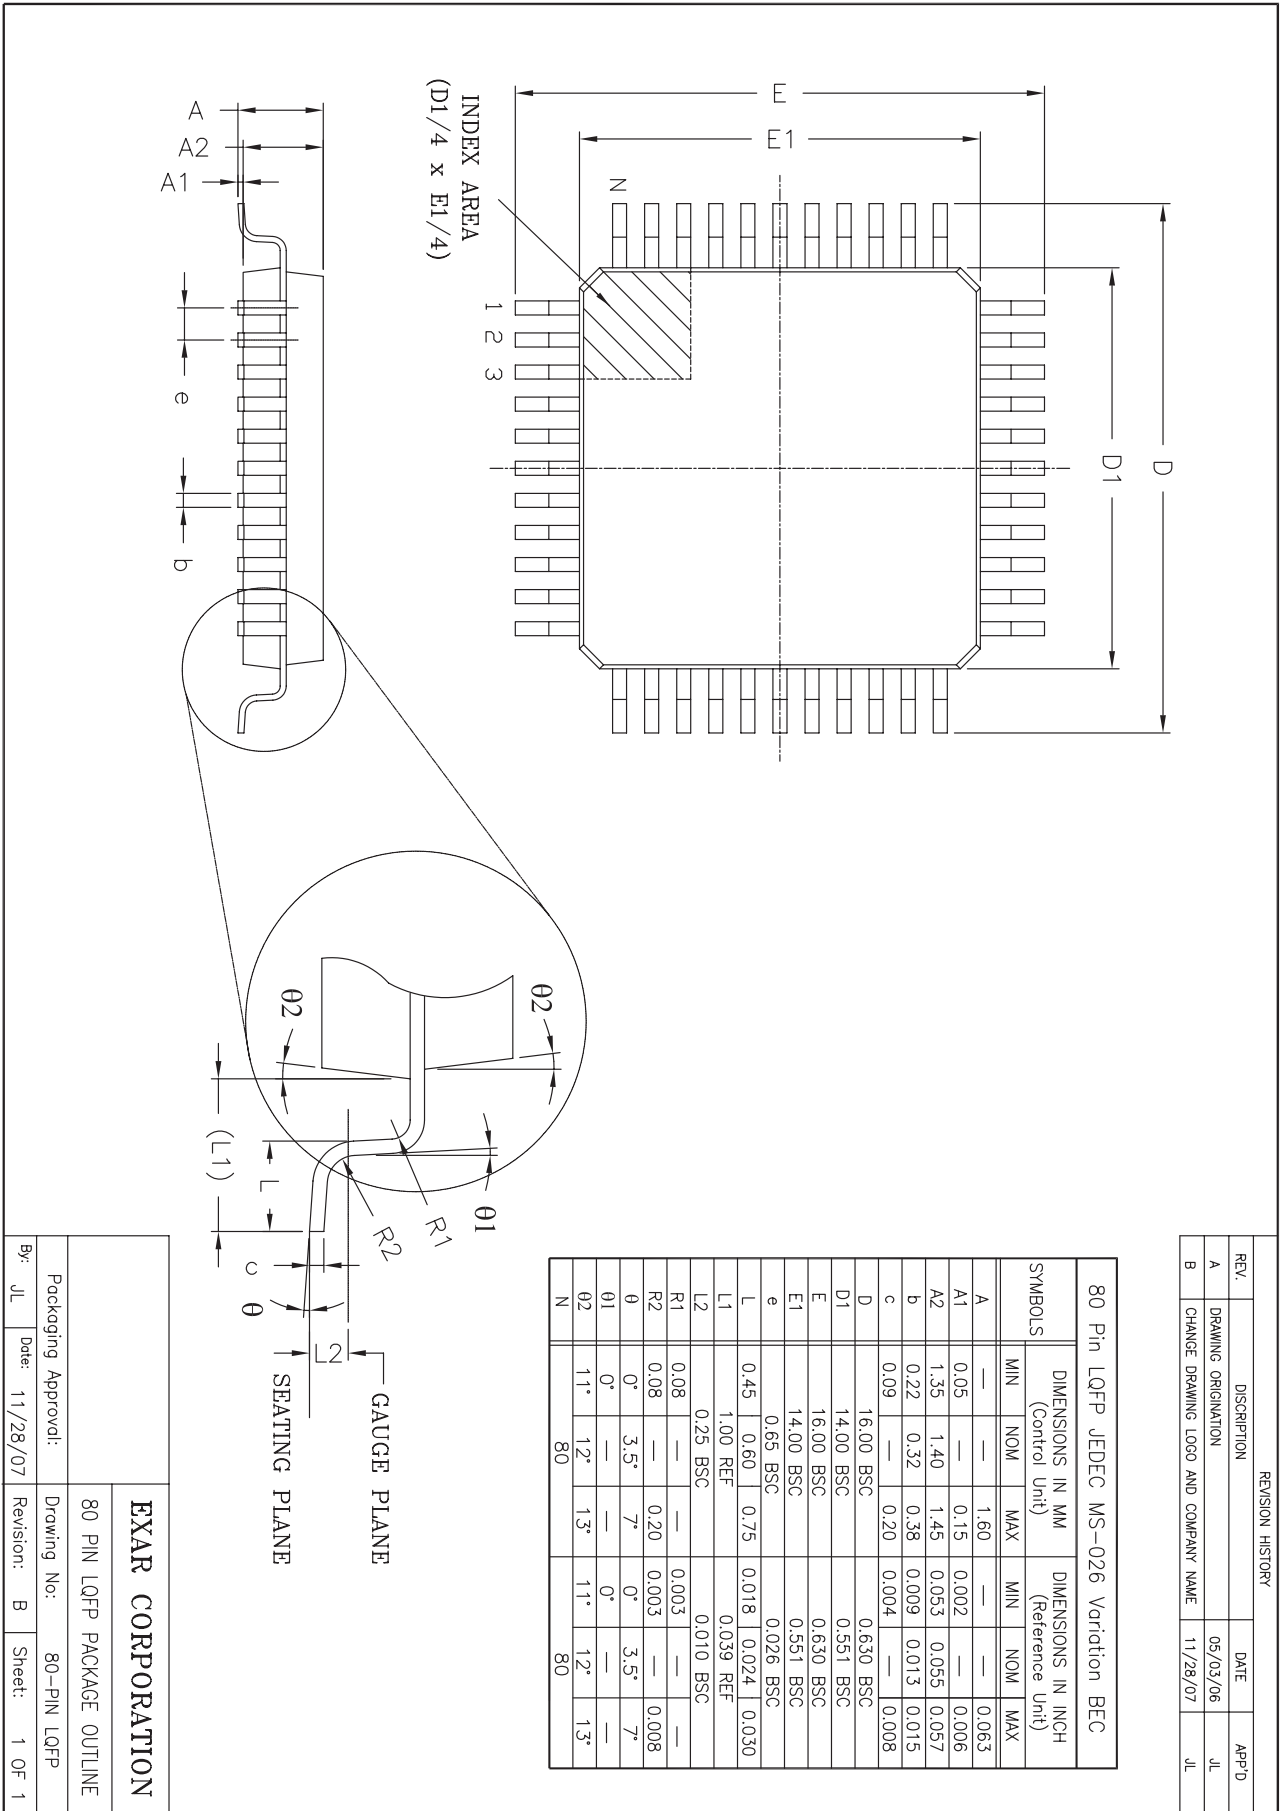 REVISION HISTORY
REV. DISCRIPTION DATE APP'D
A DRAWING ORIGINATION 05/03/06 JL
B CHANGE DRAWING LOGO AND COMPANY NAME 11/28/07 JL
D
D1
E
E1
N
1 2 3
INDEX AREA
(D1/4 x E1/4)
A
A2
A1
e
b
80 Pin LQFP JEDEC MS-026 Variation BEC
SYMBOLS DIMENSIONS IN MM (Control Unit) DIMENSIONS IN INCH (Reference Unit)
MIN NOM MAX MIN NOM MAX
A — — 1.60 — — 0.063
A1 0.05 — 0.15 0.002 — 0.006
A2 1.35 1.40 1.45 0.053 0.055 0.057
b 0.22 0.32 0.38 0.009 0.013 0.015
c 0.09 — 0.20 0.004 — 0.008
D 16.00 BSC 0.630 BSC
D1 14.00 BSC 0.551 BSC
E 16.00 BSC 0.630 BSC
E1 14.00 BSC 0.551 BSC
e 0.65 BSC 0.026 BSC
L 0.45 0.60 0.75 0.018 0.024 0.030
L1 1.00 REF 0.039 REF
L2 0.25 BSC 0.010 BSC
R1 0.08 — — 0.003 — —
R2 0.08 — 0.20 0.003 — 0.008
θ 0° 3.5° 7° 0° 3.5° 7°
θ1 0° — — 0° — —
θ2 11° 12° 13° 11° 12° 13°
N 80 80
θ2
θ2
θ1
R1
R2
(L1)
L
c
θ
L2
GAUGE PLANE
SEATING PLANE
EXAR CORPORATION
80 PIN LQFP PACKAGE OUTLINE
Packaging Approval:
Drawing No: 80-PIN LQFP
By: JL Date: 11/28/07 Revision: B Sheet: 1 OF 1